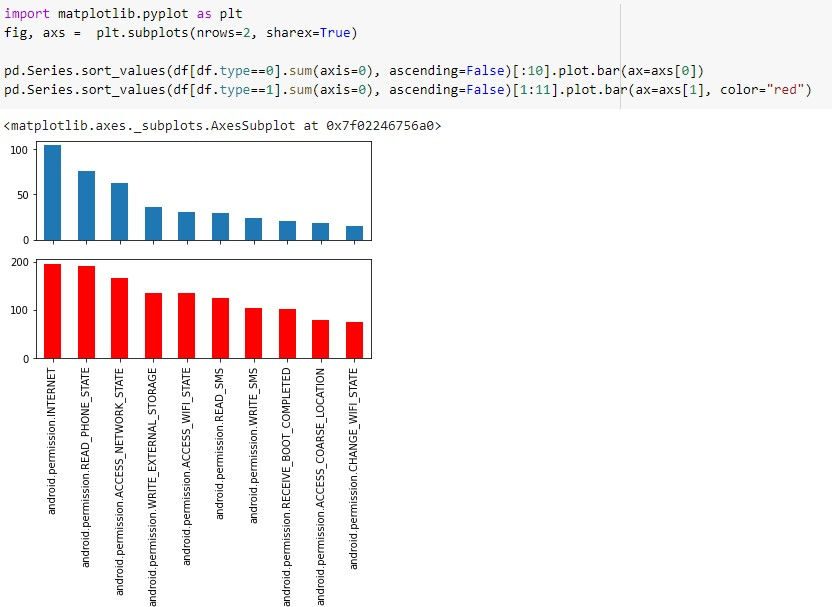 import matplotlib.pyplot as plt
fig, axs =  plt.subplots(nrows=2, sharex=True)
pd.Series.sort_values(df[df.type==0].sum(axis=0), ascending=False)[:10].plot.bar(ax=axs[0])
pd.Series.sort_values(df[df.type==1].sum(axis=0), ascending=False)[1:11].plot.bar(ax=axs[1], color="red")
<matplotlib.axes._subplots.AxesSubplot at 0x7f02246756a0>
100
50
0
200
100
0
android.permission.INTERNET
android.permission.READ_PHONE_STATE
android.permission.ACCESS_NETWORK_STATE
android.permission.WRITE_EXTERNAL_STORAGE
android.permission.ACCESS_WIFI_STATE
android.permission.READ_SMS
android.permission.WRITE_SMS
android.permission.RECEIVE_BOOT_COMPLETED
android.permission.ACCESS_COARSE_LOCATION
android.permission.CHANGE_WIFI_STATE